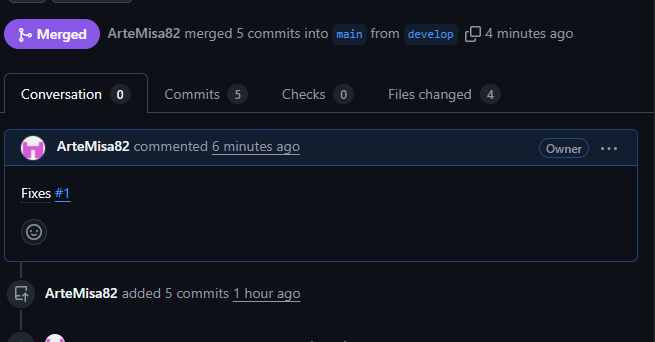 Merged ArteMisa82 merged 5 commits into main from develop 4 minutes ago
Conversation 0 Commits 5 Checks 0 Files changed 4
ArteMisa82 commented 6 minutes ago Owner ...
Fixes #1
ArteMisa82 added 5 commits 1 hour ago